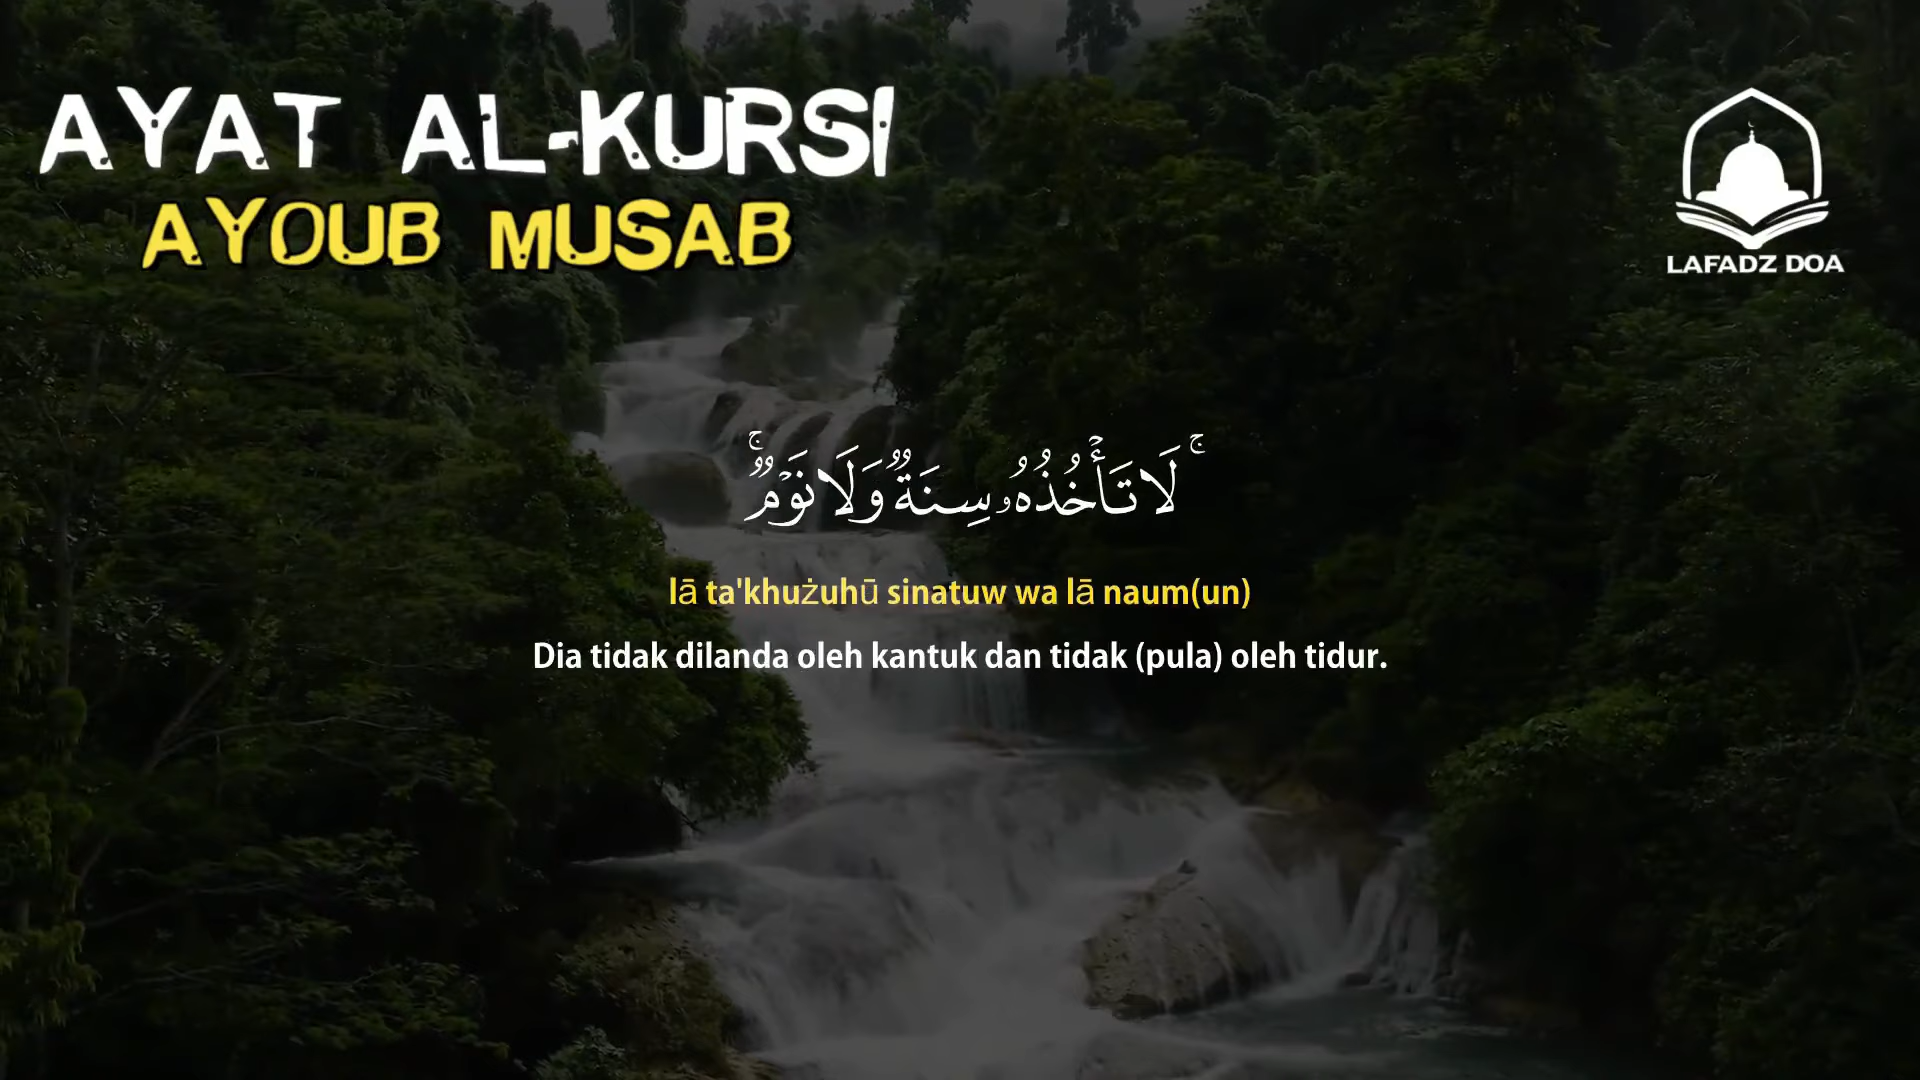 AYAT AL-KURSI
AYOUB MUSAB
LAFADZ DOA
ۚ لَا تَأْخُذُهُۥ سِنَةٌ وَلَا نَوْمٌ ۚ
lā ta'khużuhū sinatuw wa lā naum(un)
Dia tidak dilanda oleh kantuk dan tidak (pula) oleh tidur.